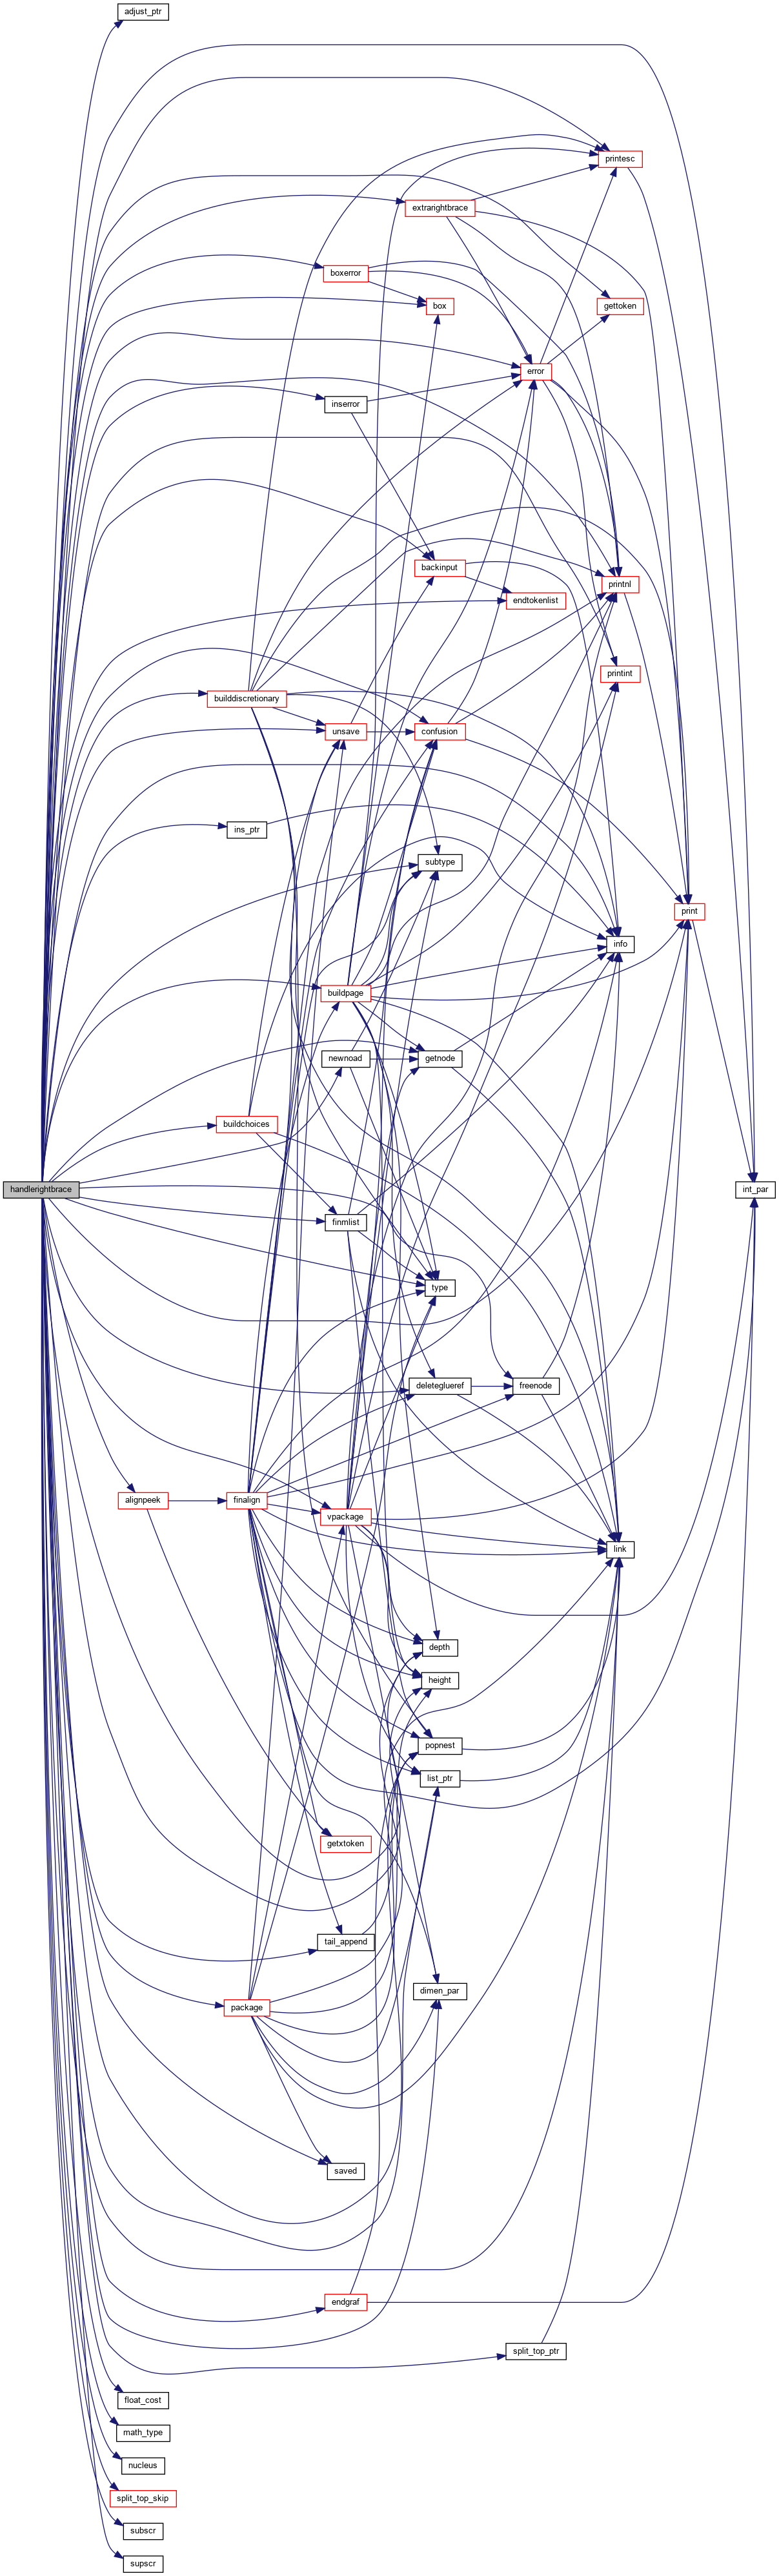 adjust_ptr
printesc
extrarightbrace
boxerror
box
gettoken
error
inserror
backinput
printnl
endtokenlist
printint
builddiscretionary
unsave
confusion
ins_ptr
subtype
print
info
buildpage
newnoad
getnode
buildchoices
handlerightbrace
int_par
finmlist
type
deleteglueref
freenode
alignpeek
finalign
vpackage
link
depth
height
popnest
list_ptr
getxtoken
tail_append
dimen_par
package
saved
endgraf
split_top_ptr
float_cost
math_type
nucleus
split_top_skip
subscr
supscr